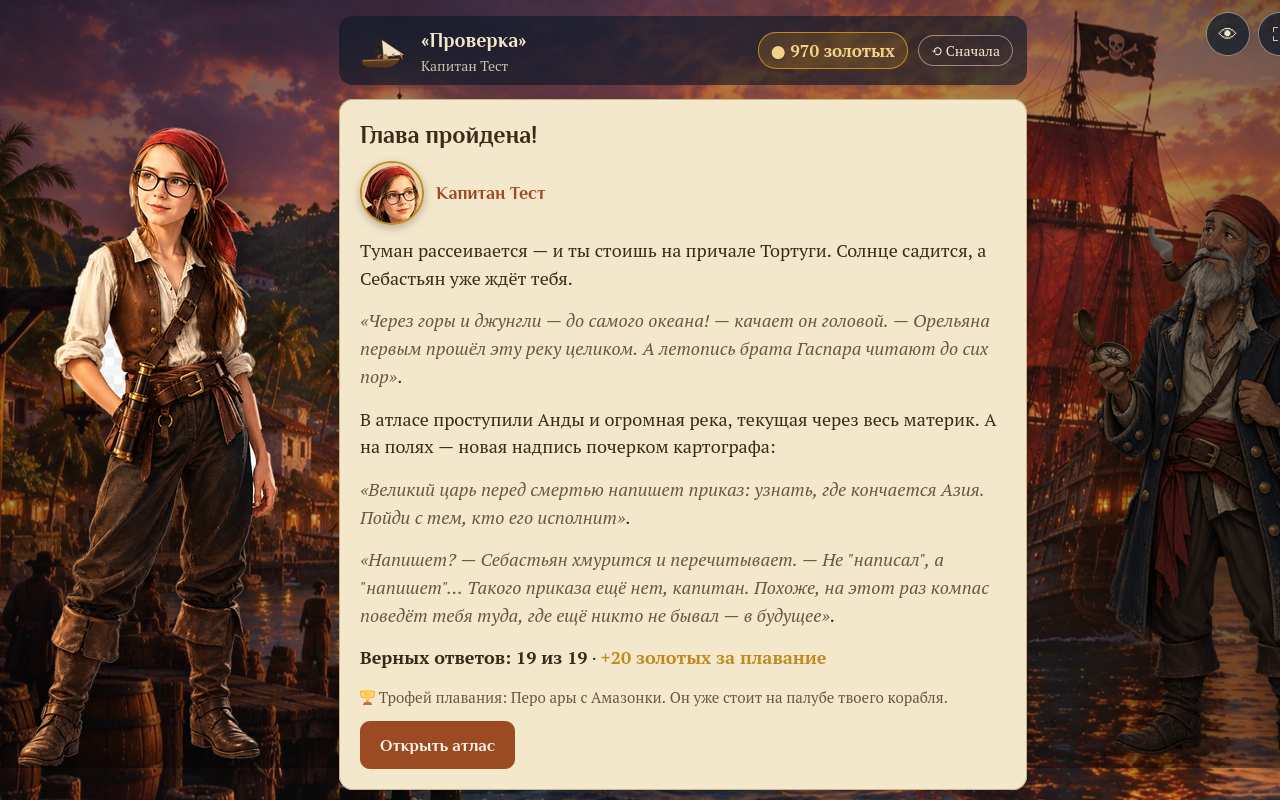 «Проверка»
Капитан Тест
970 золотых
⟲ Сначала
Глава пройдена!
Капитан Тест
Туман рассеивается — и ты стоишь на причале Тортуги. Солнце садится, а
Себастьян уже ждёт тебя.
«Через горы и джунгли — до самого океана! — качает он головой. — Орельяна
первым прошёл эту реку целиком. А летопись брата Гаспара читают до сих
пор».
В атласе проступили Анды и огромная река, текущая через весь материк. А
на полях — новая надпись почерком картографа:
«Великий царь перед смертью напишет приказ: узнать, где кончается Азия.
Пойди с тем, кто его исполнит».
«Напишет? — Себастьян хмурится и перечитывает. — Не "написал", а
"напишет"… Такого приказа ещё нет, капитан. Похоже, на этот раз компас
поведёт тебя туда, где ещё никто не бывал — в будущее».
Верных ответов: 19 из 19 · +20 золотых за плавание
🏆 Трофей плавания: Перо ары с Амазонки. Он уже стоит на палубе твоего корабля.
Открыть атлас